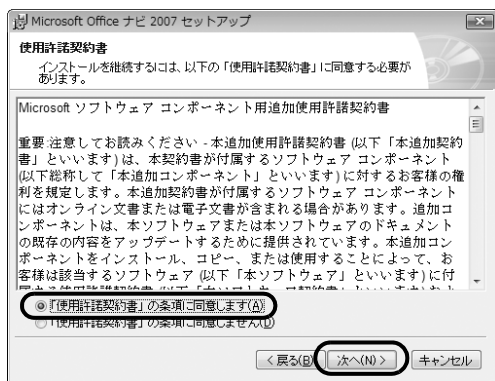 Microsoft Office ナビ 2007 セットアップ
使用許諾契約書
インストールを継続するには、以下の「使用許諾契約書」に同意する必要が
あります。
Microsoft ソフトウェア コンポーネント用追加使用許諾契約書
重要:注意してお読みください - 本追加使用許諾契約書 (以下「本追加契約
書」といいます) は、本契約書が付属するソフトウェア コンポーネント
(以下総称して「本追加コンポーネント」といいます) に対するお客様の権
利を規定します。本追加契約書が付属するソフトウェア コンポーネント
にはオンライン文書または電子文書が含まれる場合があります。追加コ
ンポーネントは、本ソフトウェアまたは本ソフトウェアのドキュメント
の既存の内容をアップデートするために提供されています。本追加コン
ポーネントをインストール、コピー、または使用することによって、お
客様は該当するソフトウェア (以下「本ソフトウェア」といいます) に付
「使用許諾契約書」の条項に同意します(A)
「使用許諾契約書」の条項に同意しません(D)
< 戻る(B)
次へ(N) >
キャンセル